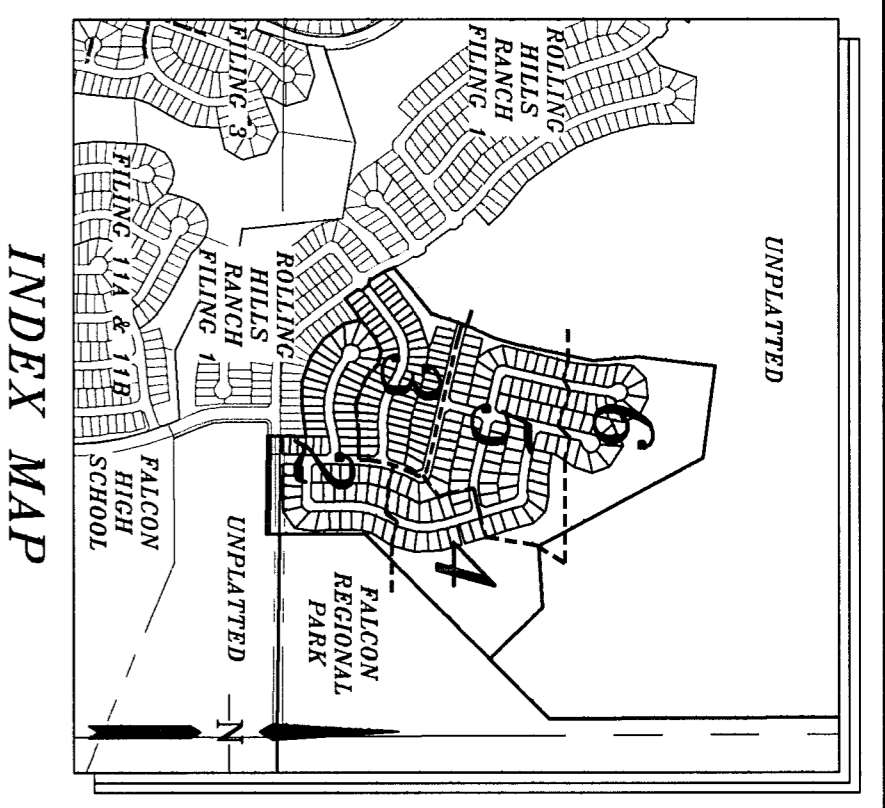 UNPLATTED
ROLLING
HILLS
RANCH
FILING 1
6
5
4
3
2
ROLLING
HILLS
RANCH
FILING 1
FILING 3
FILING 11A & 11B
FALCON
REGIONAL
PARK
UNPLATTED
FALCON
HIGH
SCHOOL
N
INDEX MAP